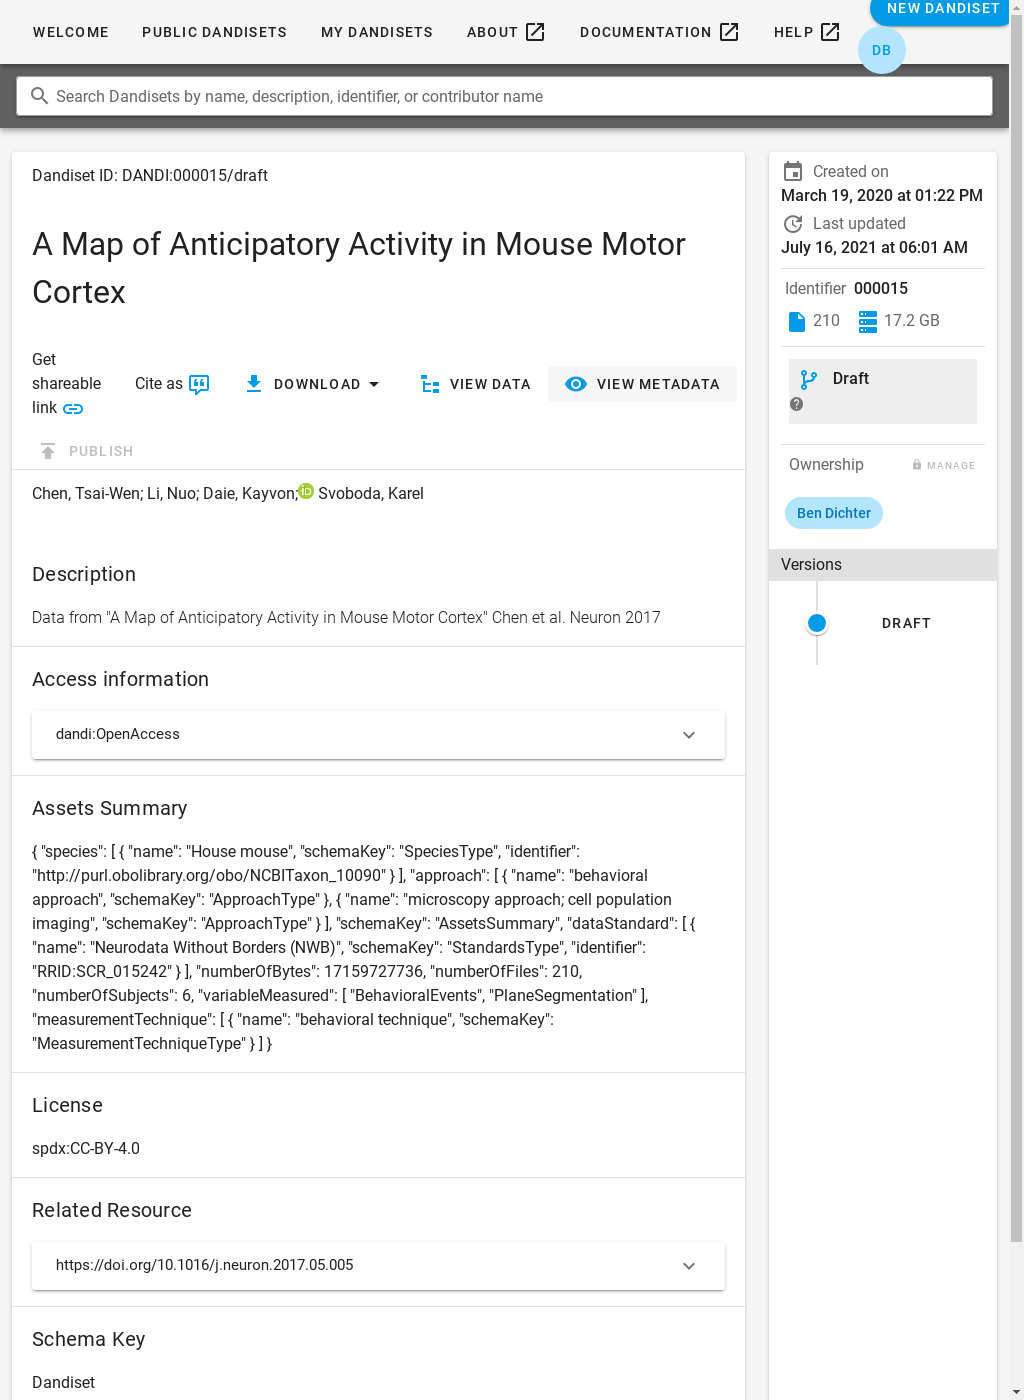 WELCOME
PUBLIC DANDISETS
MY DANDISETS
ABOUT
DOCUMENTATION
HELP
NEW DANDISET
DB
Search Dandisets by name, description, identifier, or contributor name
Dandiset ID: DANDI:000015/draft
A Map of Anticipatory Activity in Mouse Motor
Cortex
Get
shareable
link
Cite as
DOWNLOAD
VIEW DATA
VIEW METADATA
PUBLISH
Chen, Tsai-Wen; Li, Nuo; Daie, Kayvon; iD Svoboda, Karel
Description
Data from "A Map of Anticipatory Activity in Mouse Motor Cortex" Chen et al. Neuron 2017
Access information
dandi:OpenAccess
Assets Summary
{ "species": [ { "name": "House mouse", "schemaKey": "SpeciesType", "identifier":
"http://purl.obolibrary.org/obo/NCBITaxon_10090" } ], "approach": [ { "name": "behavioral
approach", "schemaKey": "ApproachType" }, { "name": "microscopy approach; cell population
imaging", "schemaKey": "ApproachType" } ], "schemaKey": "AssetsSummary", "dataStandard": [ {
"name": "Neurodata Without Borders (NWB)", "schemaKey": "StandardsType", "identifier":
"RRID:SCR_015242" } ], "numberOfBytes": 17159727736, "numberOfFiles": 210,
"numberOfSubjects": 6, "variableMeasured": [ "BehavioralEvents", "PlaneSegmentation" ],
"measurementTechnique": [ { "name": "behavioral technique", "schemaKey":
"MeasurementTechniqueType" } ] }
License
spdx:CC-BY-4.0
Related Resource
https://doi.org/10.1016/j.neuron.2017.05.005
Schema Key
Dandiset
Created on
March 19, 2020 at 01:22 PM
Last updated
July 16, 2021 at 06:01 AM
Identifier 000015
210
17.2 GB
Draft
?
Ownership
MANAGE
Ben Dichter
Versions
DRAFT